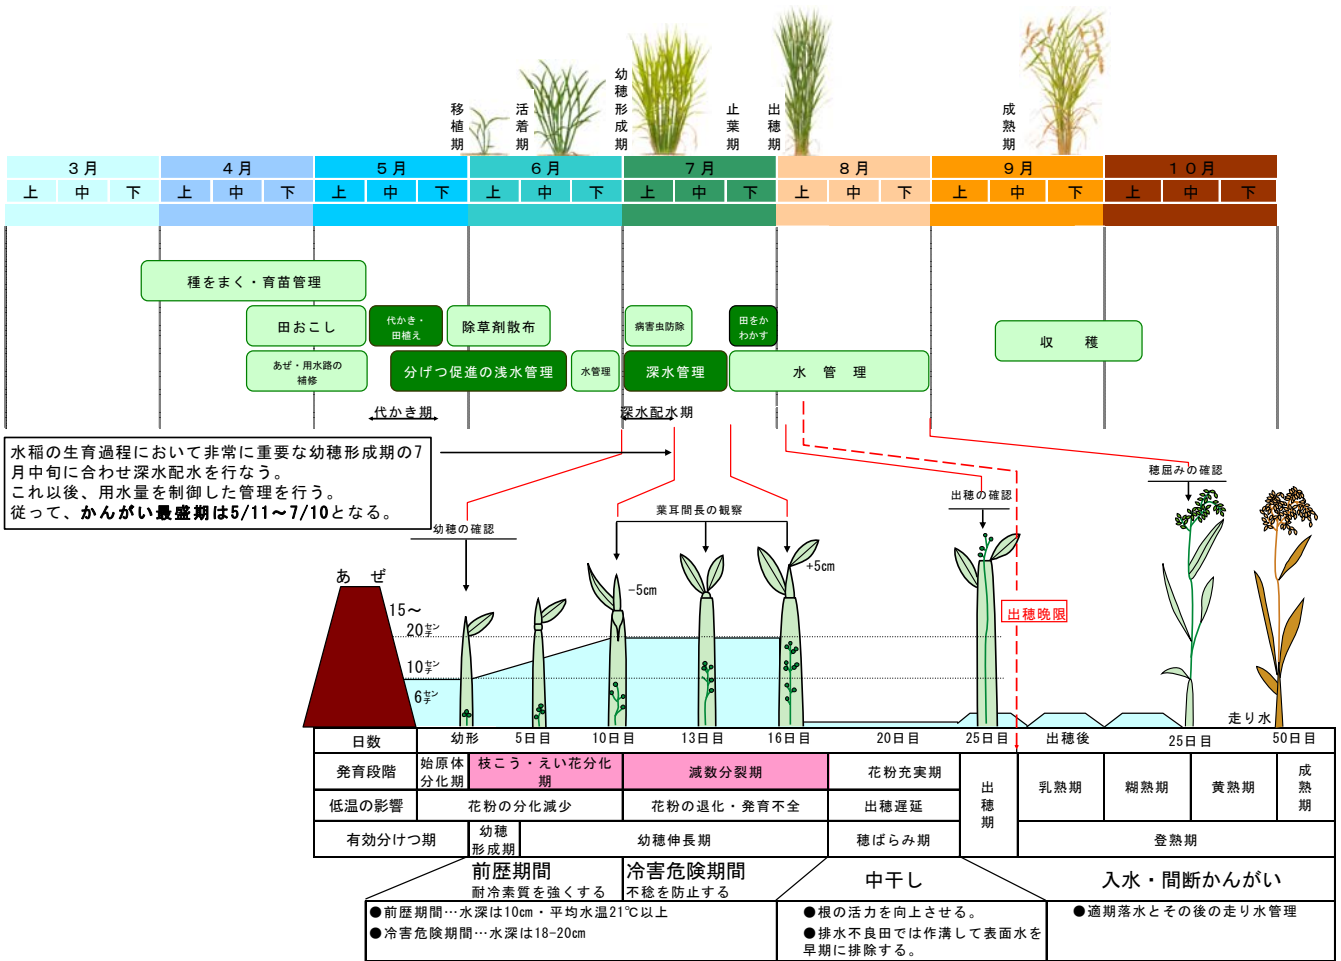 移植期
活着期
幼穂形成期
止葉期
出穂期
成熟期
3月 4月 5月 6月 7月 8月 9月 10月
上 中 下 上 中 下 上 中 下 上 中 下 上 中 下 上 中 下 上 中 下 上 中 下
種をまく・育苗管理
田おこし
代かき・
田植え
除草剤散布
病害虫防除
田をか
わかす
収 穫
あぜ・用水路の
補修
分げつ促進の浅水管理
水管理
深水管理
水 管 理
代かき期
深水配水期
水稲の生育過程において非常に重要な幼穂形成期の7
月中旬に合わせ深水配水を行なう。
これ以後、用水量を制御した管理を行う。
従って、かんがい最盛期は5/11～7/10となる。
幼穂の確認
葉耳間長の観察
出穂の確認
穂屈みの確認
あ ぜ
15～
20センチ
10センチ
6センチ
-5cm
+5cm
出穂晩限
走り水
日数 幼形 5日目 10日目 13日目 16日目 20日目 25日目 出穂後 25日目 50日目
発育段階
始原体
分化期
枝こう・えい花分化
期
減数分裂期
花粉充実期
出穂期
乳熟期
糊熟期
黄熟期
成熟期
低温の影響 花粉の分化減少 花粉の退化・発育不全 出穂遅延
有効分けつ期
幼穂
形成期
幼穂伸長期
穂ばらみ期
登熟期
前歴期間
耐冷素質を強くする
冷害危険期間
不稔を防止する
中干し
入水・間断かんがい
●前歴期間…水深は10cm・平均水温21℃以上
●冷害危険期間…水深は18-20cm
●根の活力を向上させる。
●排水不良田では作溝して表面水を
早期に排除する。
●適期落水とその後の走り水管理